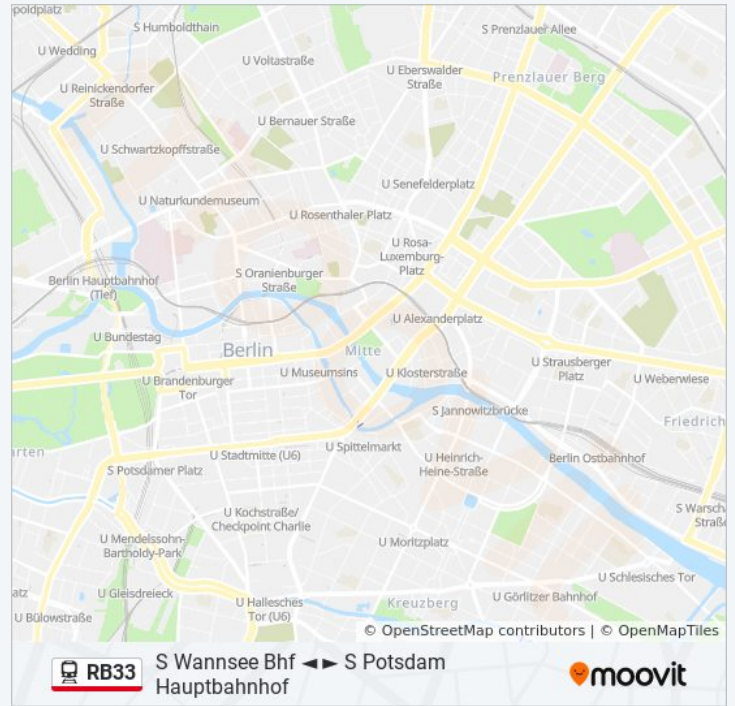 poldplatz
S Humboldthain
S Prenzlauer Allee
U Wedding
U Voltastraße
U Eberswalder
Straße
Prenzlauer Berg
U Reinickendorfer
Straße
U Bernauer Straße
U Schwartzkopffstraße
U Senefelderplatz
U Naturkundemuseum
U Rosenthaler Platz
U Rosa-
Luxemburg-
Platz
Berlin Hauptbahnhof
(Tief)
S Oranienburger
Straße
U Alexanderplatz
U Bundestag
Berlin
Mitte
U Strausberger
Platz
U Brandenburger
Tor
U Museumsins
U Klosterstraße
U Weberwiese
S Jannowitzbrücke
Friedrich
arten
U Stadtmitte (U6)
U Spittelmarkt
U Heinrich-
Heine-Straße
Berlin Ostbahnhof
S Potsdamer Platz
S Warsch
Straße
U Kochstraße/
Checkpoint Charlie
U Mendelssohn-
Bartholdy-Park
U Moritzplatz
U Schlesisches Tor
atz
U Gleisdreieck
U Hallesches
Tor (U6)
Kreuzberg
U Görlitzer Bahnhof
U Bülowstraße
© OpenStreetMap contributors | © OpenMapTiles
RB33
S Wannsee Bhf ◄► S Potsdam
Hauptbahnhof
moovit